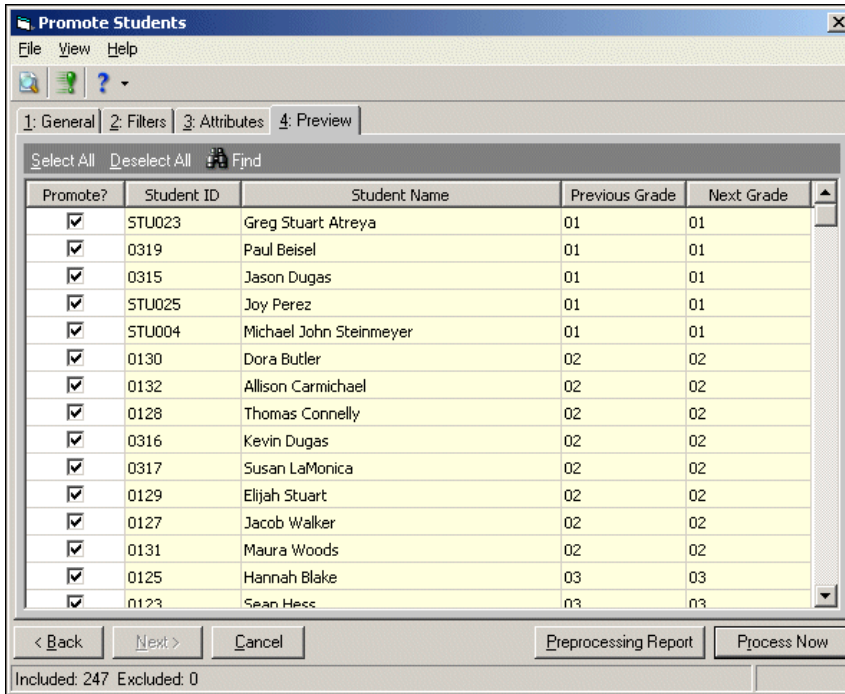 Promote Students
File View Help
1: General 2: Filters 3: Attributes 4: Preview
Select All Deselect All Find
Promote? Student ID Student Name Previous Grade Next Grade
STU023 Greg Stuart Atreya 01 01
0319 Paul Beisel 01 01
0315 Jason Dugas 01 01
STU025 Joy Perez 01 01
STU004 Michael John Steinmeyer 01 01
0130 Dora Butler 02 02
0132 Allison Carmichael 02 02
0128 Thomas Connelly 02 02
0316 Kevin Dugas 02 02
0317 Susan LaMonica 02 02
0129 Elijah Stuart 02 02
0127 Jacob Walker 02 02
0131 Maura Woods 02 02
0125 Hannah Blake 03 03
0123 Sean Hess 03 03
< Back Next > Cancel Preprocessing Report Process Now
Included: 247 Excluded: 0